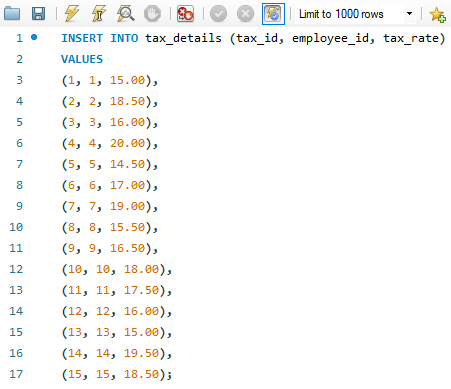 Limit to 1000 rows
1 INSERT INTO tax_details (tax_id, employee_id, tax_rate)
2 VALUES
3 (1, 1, 15.00),
4 (2, 2, 18.50),
5 (3, 3, 16.00),
6 (4, 4, 20.00),
7 (5, 5, 14.50),
8 (6, 6, 17.00),
9 (7, 7, 19.00),
10 (8, 8, 15.50),
11 (9, 9, 16.50),
12 (10, 10, 18.00),
13 (11, 11, 17.50),
14 (12, 12, 16.00),
15 (13, 13, 15.00),
16 (14, 14, 19.50),
17 (15, 15, 18.50);